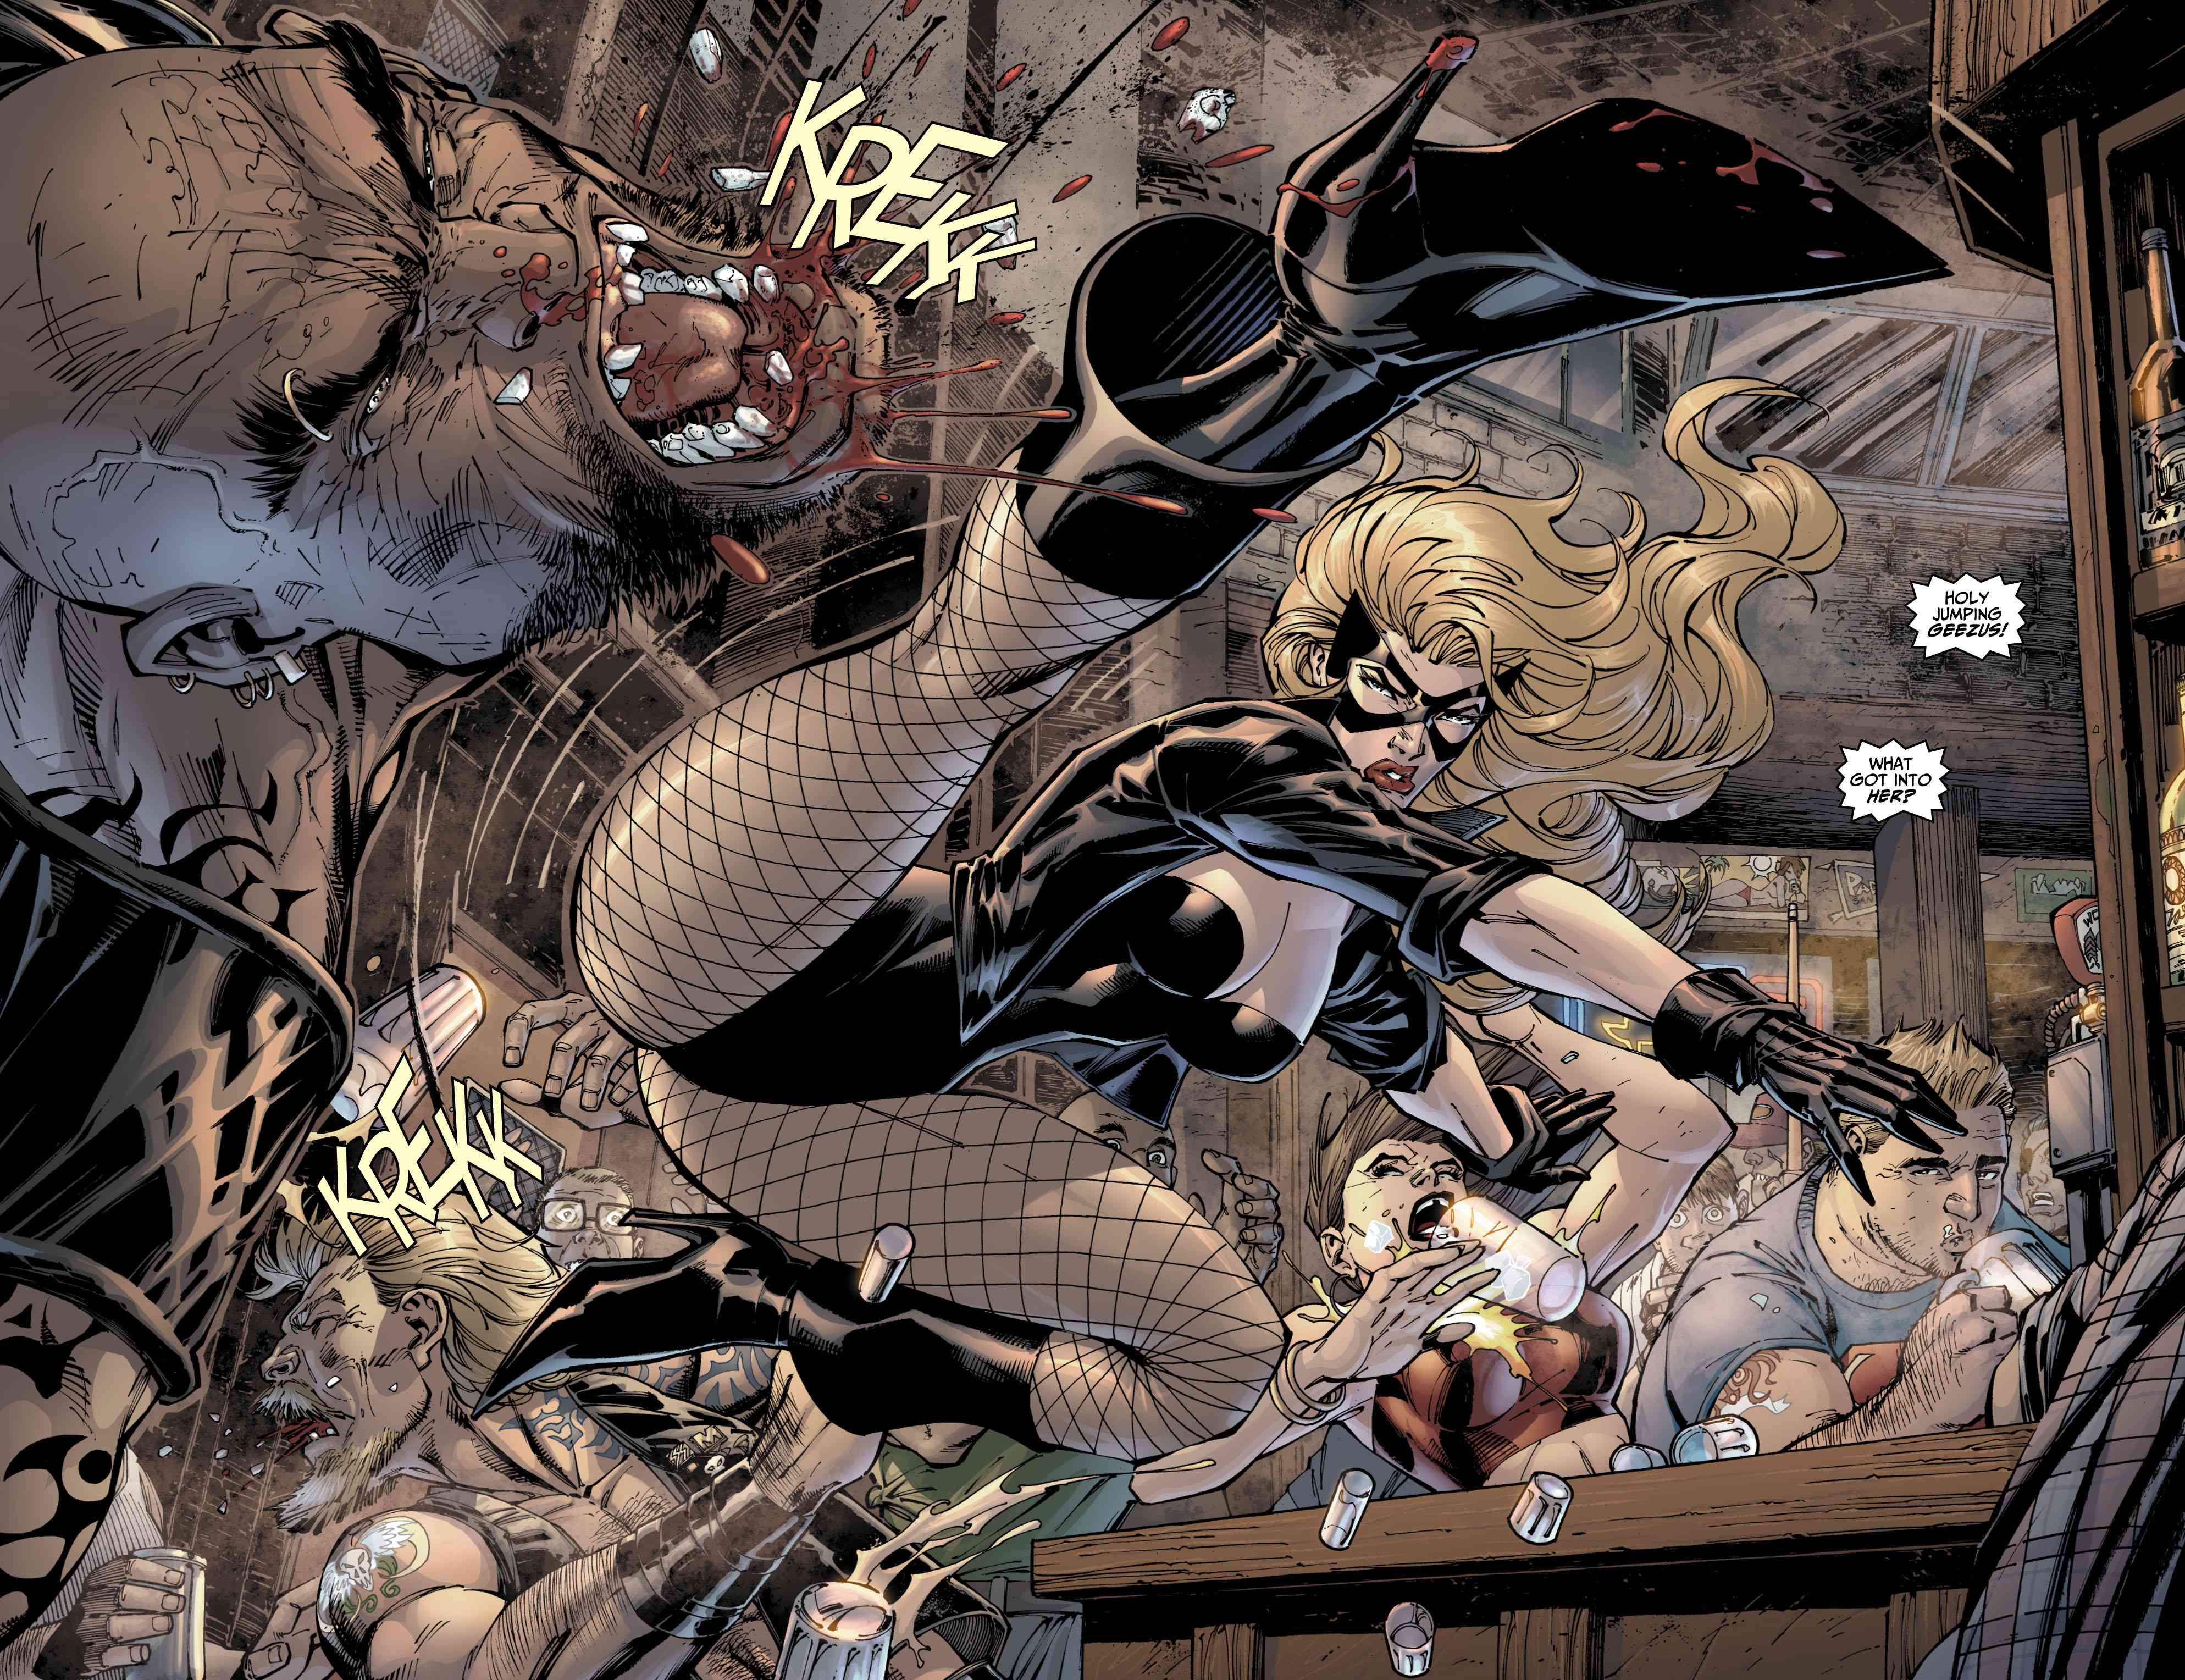 KREKK
HOLY
JUMPING
GEEZUS!
WHAT
GOT INTO
HER?
KREKK